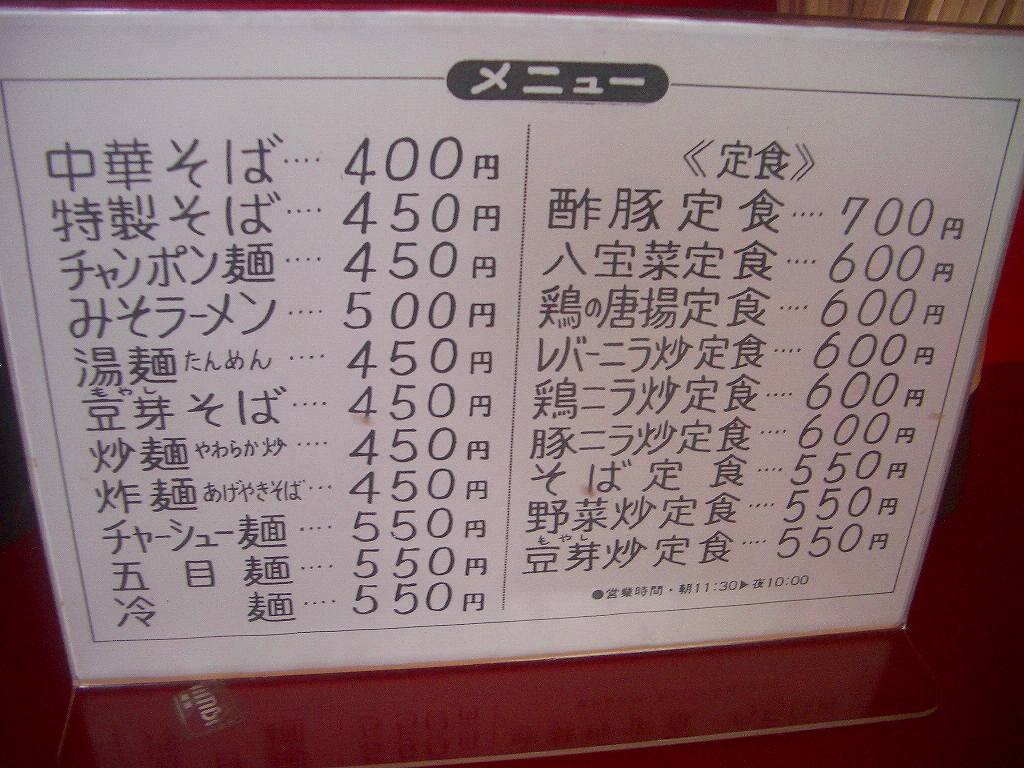 メニュー
中華そば‥‥400円
特製そば‥‥450円
チャンポン麺‥‥450円
みそラーメン‥‥500円
湯麺たんめん‥‥450円
もやし
豆芽そば‥‥450円
炒麺やわらか炒‥‥450円
炸麺あげやきそば‥‥450円
チャーシュー麺‥‥550円
五目麺‥‥550円
冷麺‥‥550円
《定食》
酢豚定食‥‥700円
八宝菜定食‥‥600円
鶏の唐揚定食‥‥600円
レバーニラ炒定食‥‥600円
鶏ニラ炒定食‥‥600円
豚ニラ炒定食‥‥600円
そば定食‥‥550円
野菜炒定食‥‥550円
もやし
豆芽炒定食‥‥550円
●営業時間・朝11:30▶夜10:00